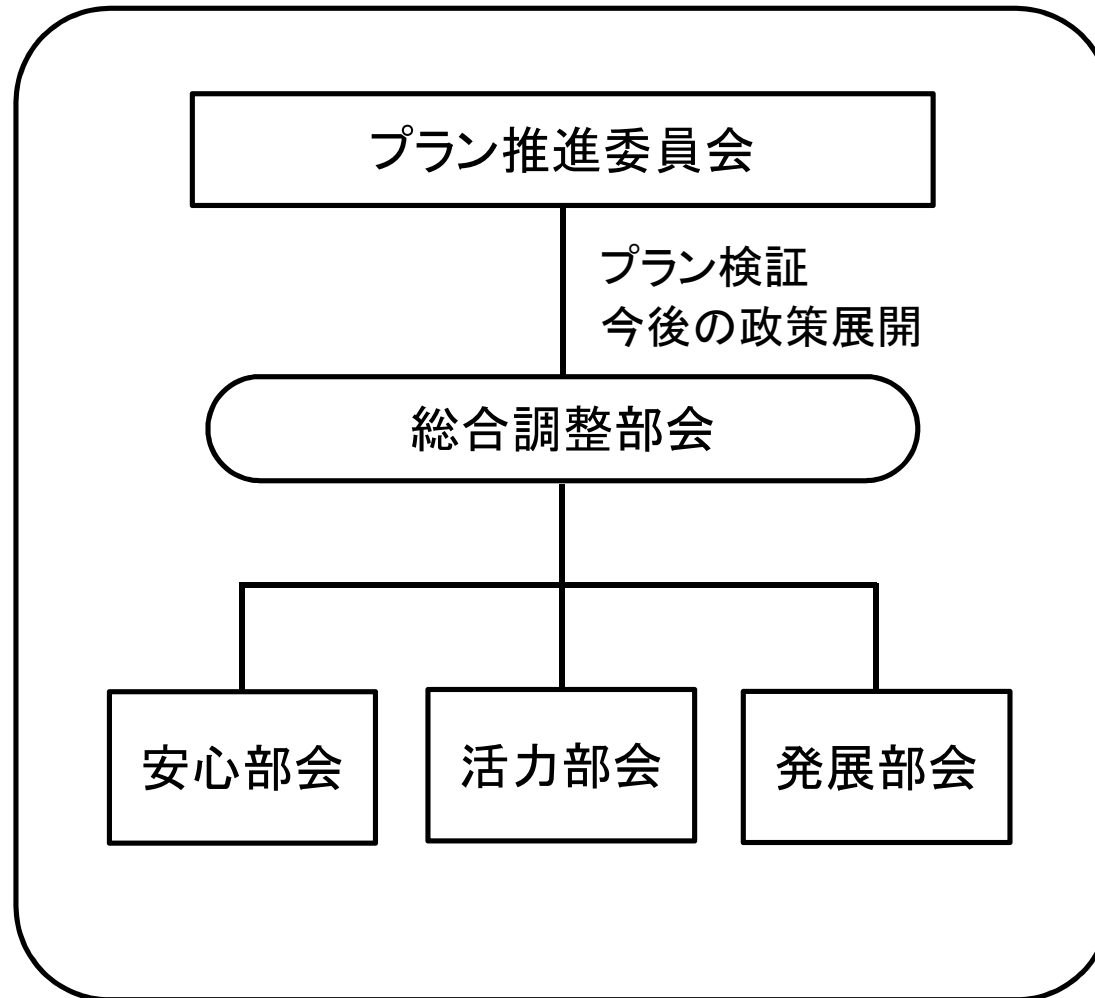 プラン推進委員会
プラン検証
今後の政策展開
総合調整部会
安心部会
活力部会
発展部会